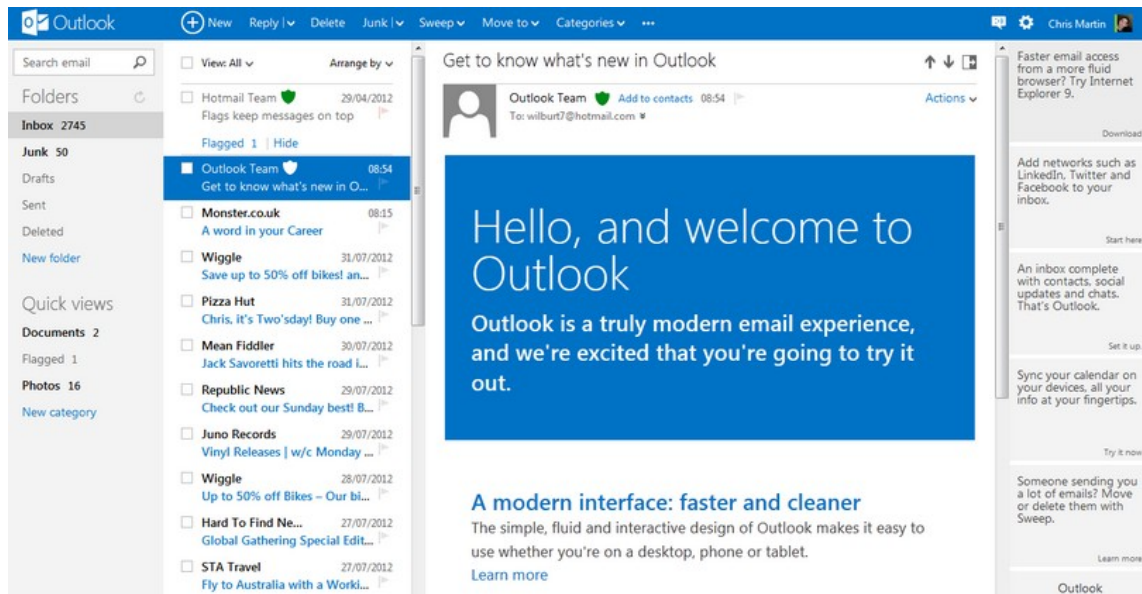 Outlook
New Reply Delete Junk Sweep Move to Categories ••• Chris Martin
Search email
Folders
Inbox 2745
Junk 50
Drafts
Sent
Deleted
New folder
Quick views
Documents 2
Flagged 1
Photos 16
New category
View: All Arrange by
Hotmail Team 29/04/2012
Flags keep messages on top
Flagged 1 | Hide
Outlook Team 08:54
Get to know what's new in O...
Monster.co.uk 08:15
A word in your Career
Wiggle 31/07/2012
Save up to 50% off bikes! an...
Pizza Hut 31/07/2012
Chris, it's Two'sday! Buy one ...
Mean Fiddler 30/07/2012
Jack Savoretti hits the road i...
Republic News 29/07/2012
Check out our Sunday best! B...
Juno Records 29/07/2012
Vinyl Releases | w/c Monday ...
Wiggle 28/07/2012
Up to 50% off Bikes – Our bi...
Hard To Find Ne... 27/07/2012
Global Gathering Special Edit...
STA Travel 27/07/2012
Fly to Australia with a Worki...
Get to know what's new in Outlook
Outlook Team Add to contacts 08:54 Actions
To: wilburt7@hotmail.com
Hello, and welcome to
Outlook
Outlook is a truly modern email experience,
and we're excited that you're going to try it
out.
A modern interface: faster and cleaner
The simple, fluid and interactive design of Outlook makes it easy to
use whether you're on a desktop, phone or tablet.
Learn more
Faster email access
from a more fluid
browser? Try Internet
Explorer 9.
Download
Add networks such as
LinkedIn, Twitter and
Facebook to your
inbox.
Start here
An inbox complete
with contacts, social
updates and chats.
That's Outlook.
Set it up.
Sync your calendar on
your devices, all your
info at your fingertips.
Try it now
Someone sending you
a lot of emails? Move
or delete them with
Sweep.
Learn more
Outlook